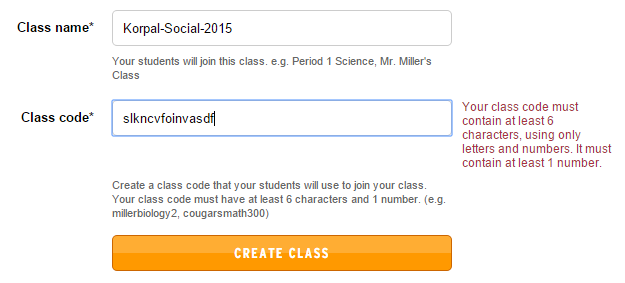 Class name*
Korpal-Social-2015
Your students will join this class. e.g. Period 1 Science, Mr. Miller's
Class
Class code*
slkncvfoinvasdf
Your class code must
contain at least 6
characters, using only
letters and numbers. It must
contain at least 1 number.
Create a class code that your students will use to join your class.
Your class code must have at least 6 characters and 1 number. (e.g.
millerbiology2, cougarsmath300)
CREATE CLASS